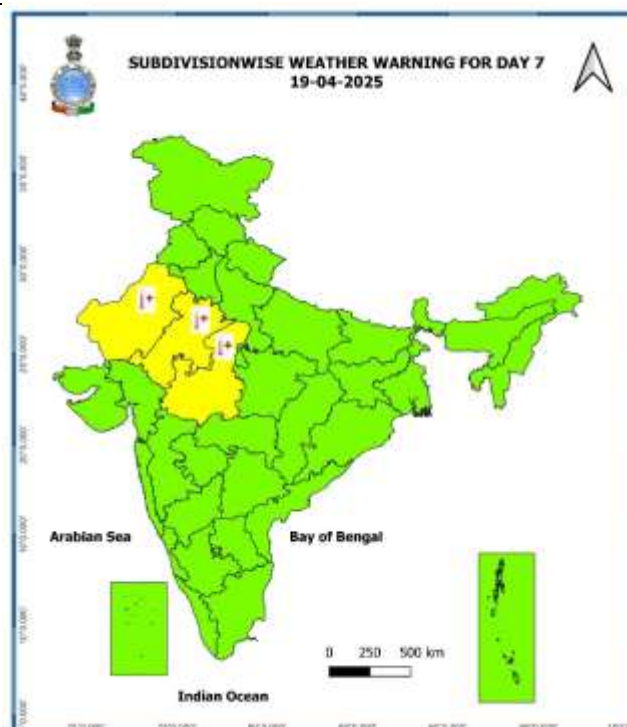 SUBDIVISIONWISE WEATHER WARNING FOR DAY 7
19-04-2025
Arabian Sea
Bay of Bengal
0 250 500 km
Indian Ocean